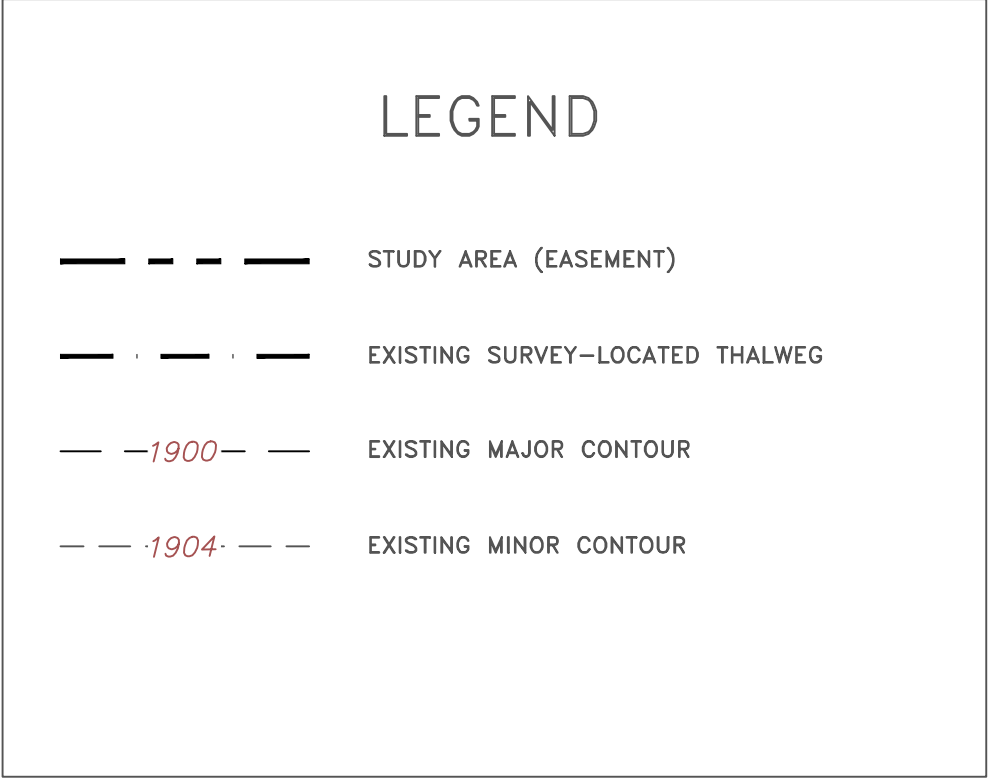 LEGEND
STUDY AREA (EASEMENT)
EXISTING SURVEY-LOCATED THALWEG
1900 EXISTING MAJOR CONTOUR
1904 EXISTING MINOR CONTOUR